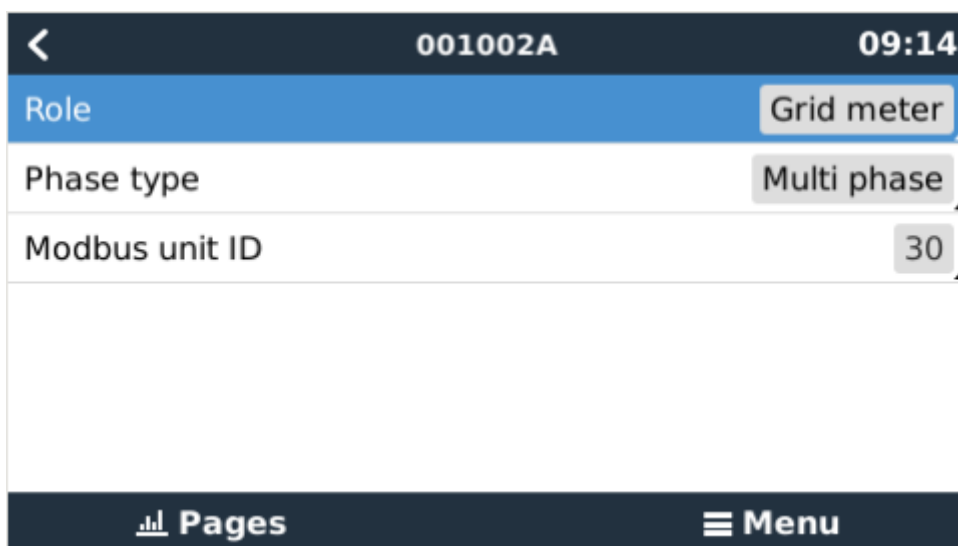 001002A 09:14
Role Grid meter
Phase type Multi phase
Modbus unit ID 30
Pages Menu